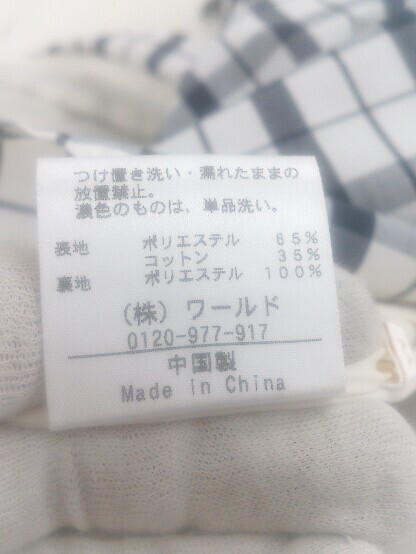 つけ置き洗い・漏れたままの
放置禁止。
濃色のものは、単品洗い。
表地 ポリエステル 65%
コットン 35%
裏地 ポリエステル 100%
(株) ワールド
0120-977-917
中国製
Made in China